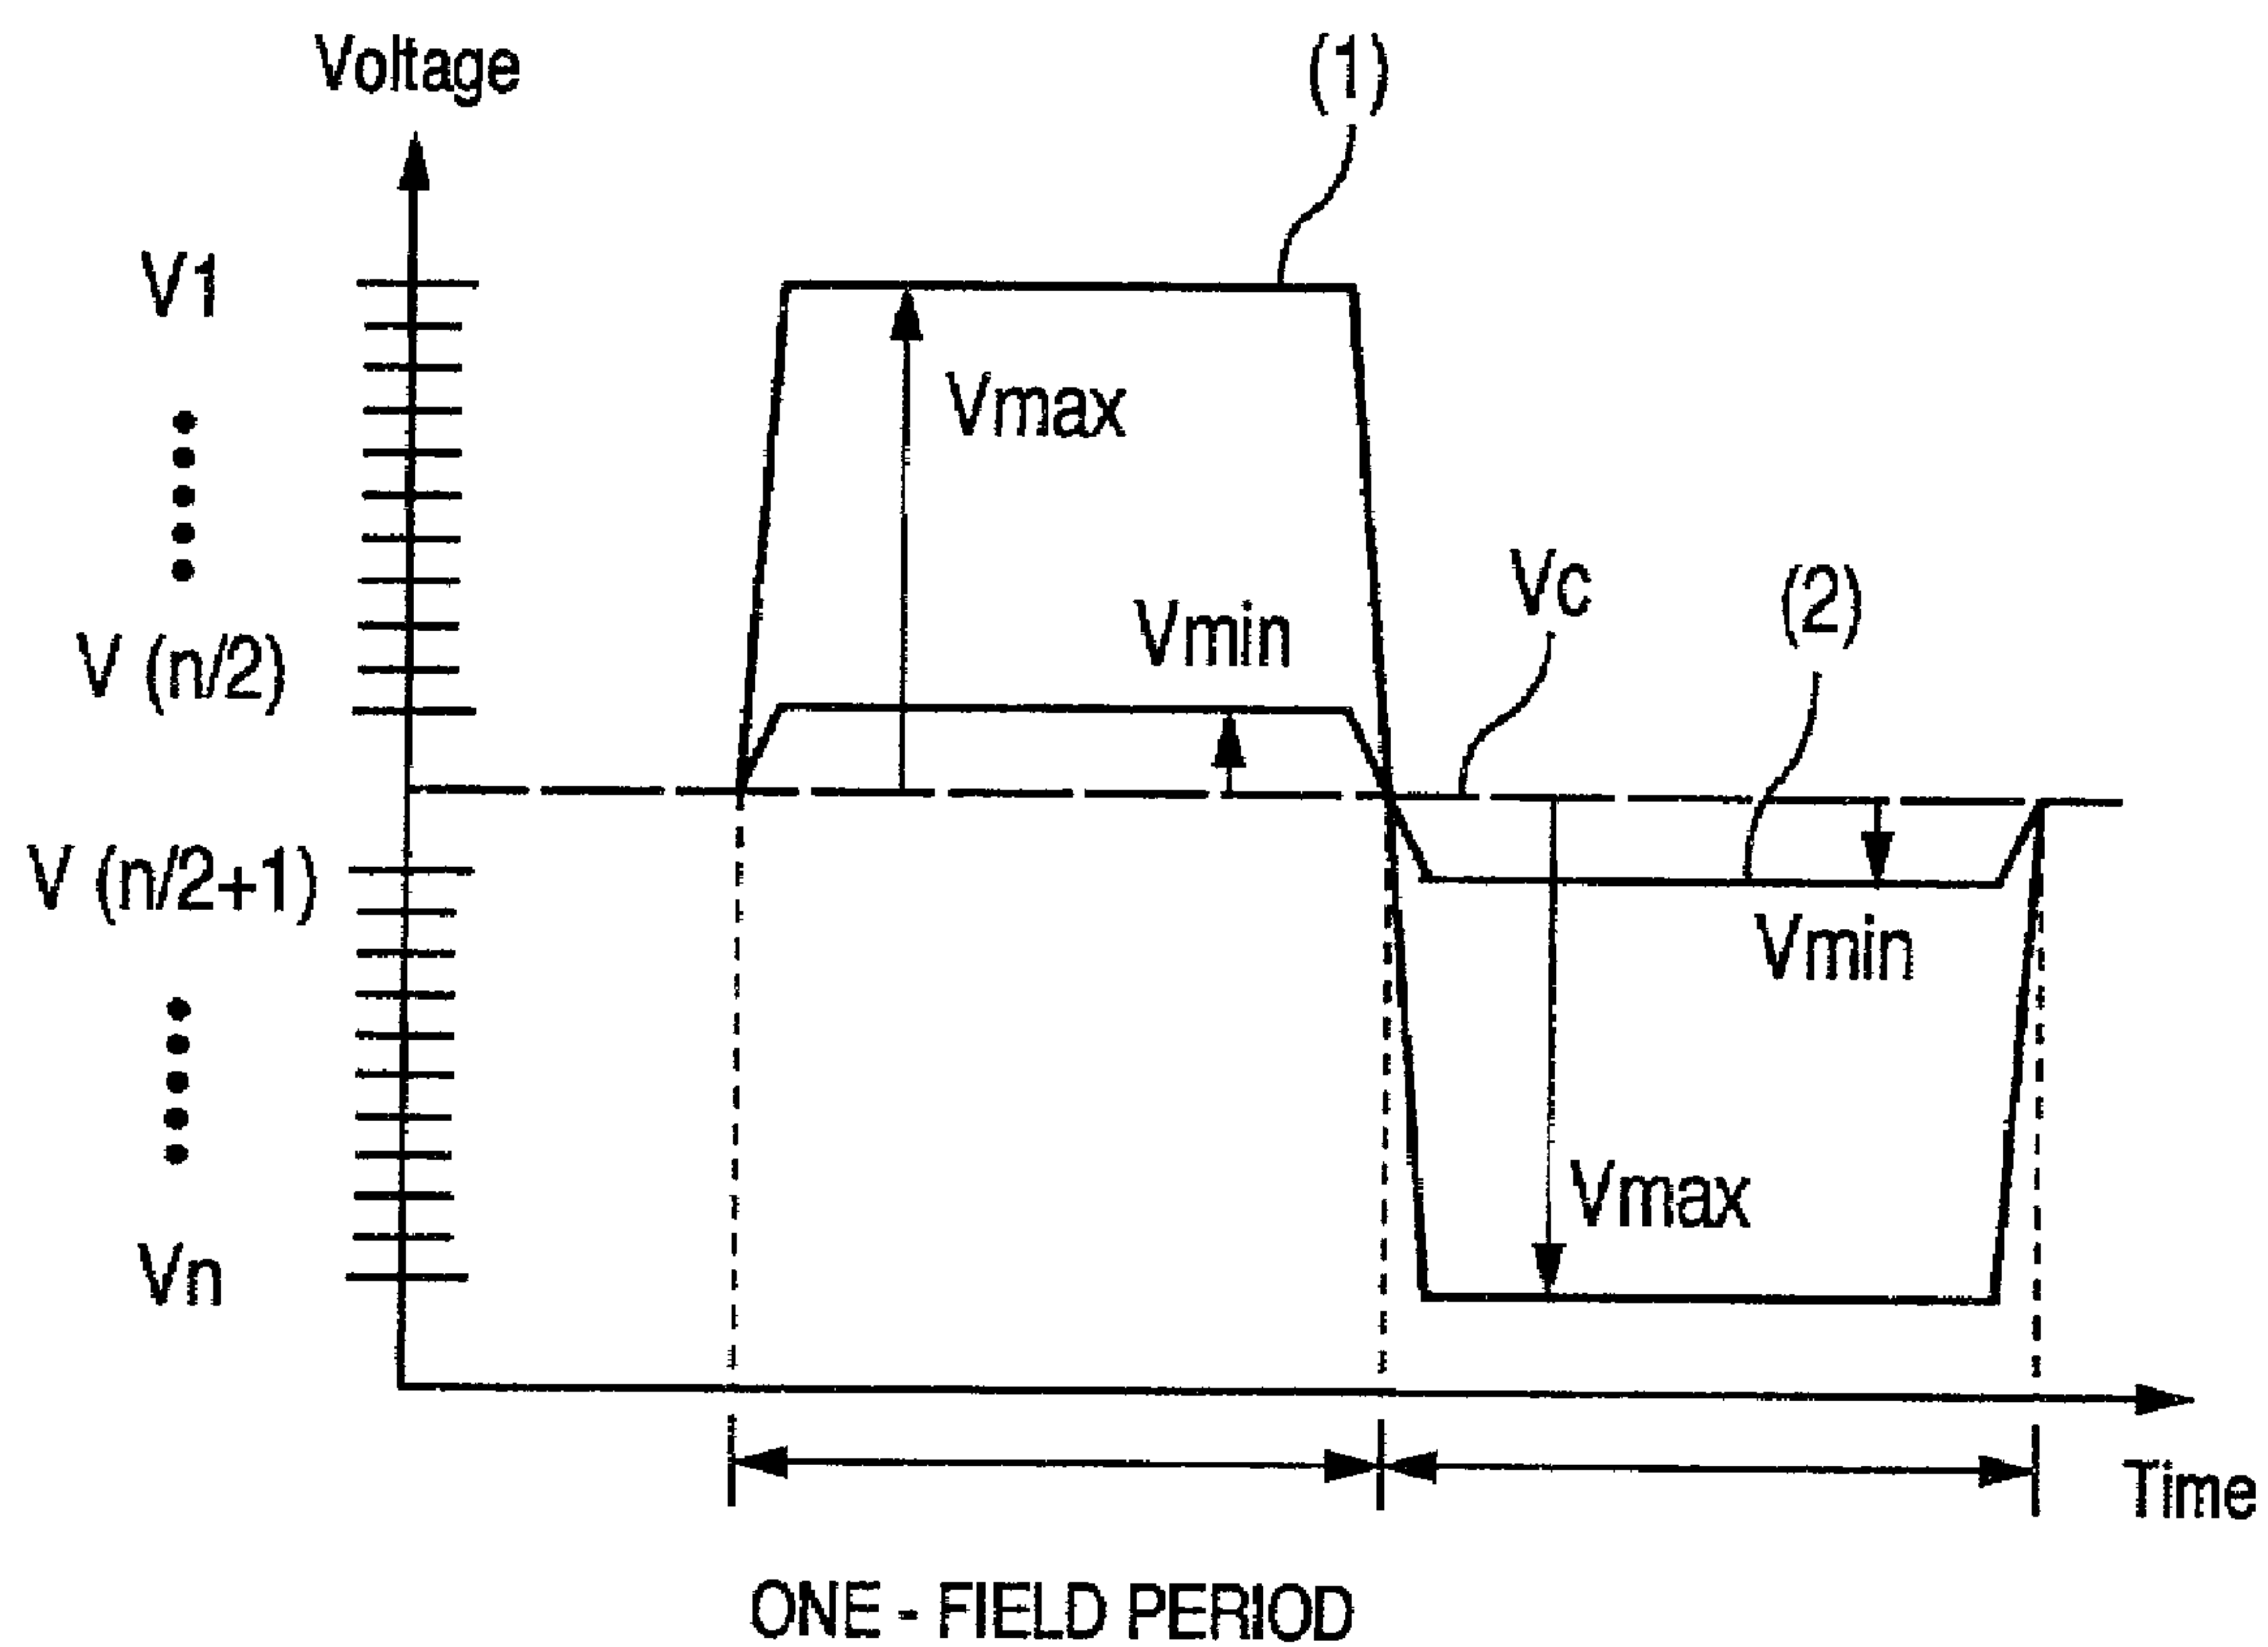 Voltage
(1)
V1
Vmax
Vc
(2)
Vmin
V (n/2)
V (n/2+1)
Vmin
Vmax
Vn
Time
ONE - FIELD PERIOD